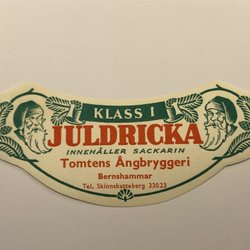 KLASS I
JULDRICKA
INNEHÅLLER SACKARIN
Tomtens Ångbryggeri
Bernshammar
Tel. Skinnskatteberg 33023